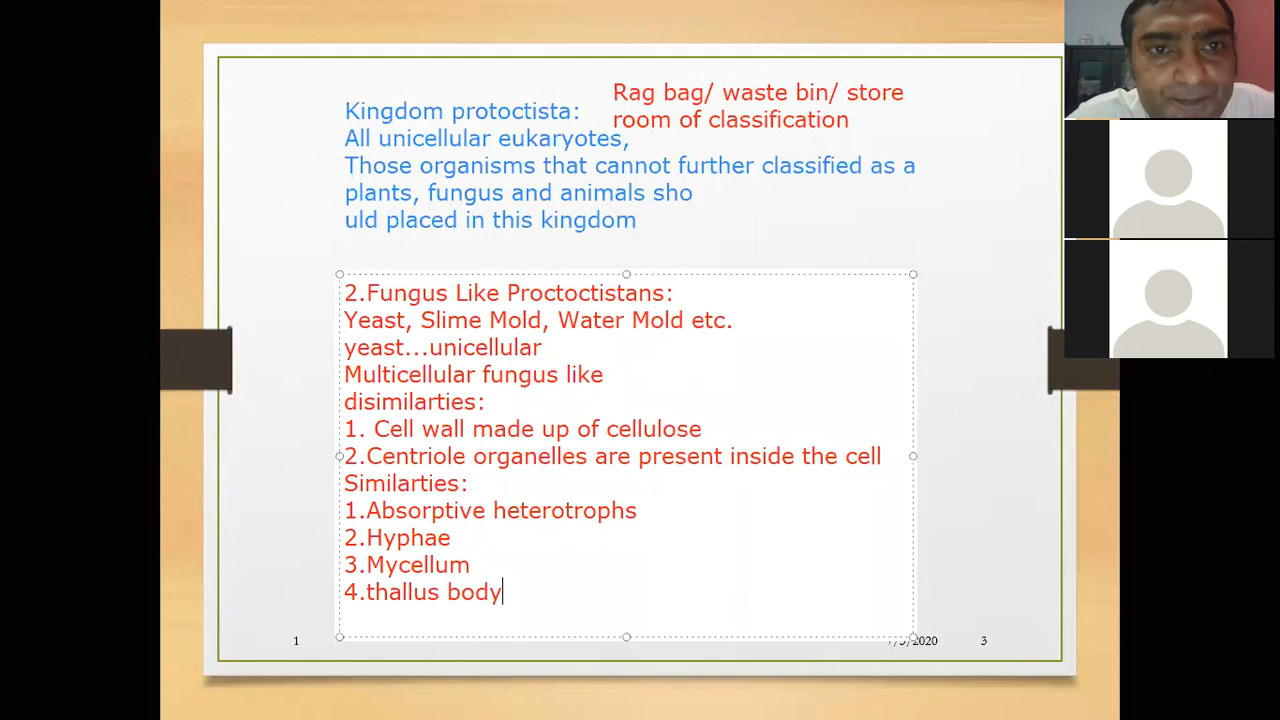 Rag bag/ waste bin/ store
room of classification
Kingdom protoctista:
All unicellular eukaryotes,
Those organisms that cannot further classified as a
plants, fungus and animals sho
uld placed in this kingdom
2.Fungus Like Proctoctistans:
Yeast, Slime Mold, Water Mold etc.
yeast...unicellular
Multicellular fungus like
disimilarties:
1. Cell wall made up of cellulose
2.Centriole organelles are present inside the cell
Similarties:
1.Absorptive heterotrophs
2.Hyphae
3.Mycellum
4.thallus body
1
3